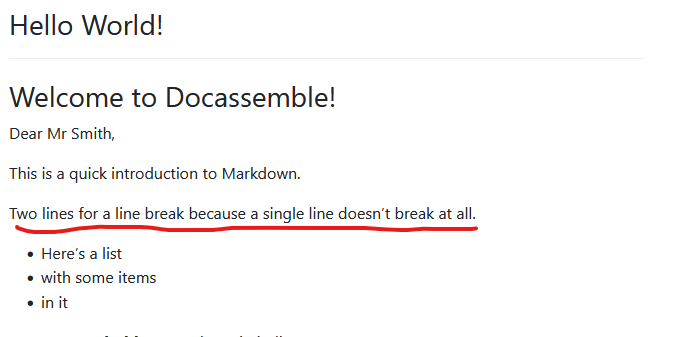 Hello World!
Welcome to Docassemble!
Dear Mr Smith,
This is a quick introduction to Markdown.
Two lines for a line break because a single line doesn’t break at all.
• Here’s a list
• with some items
• in it